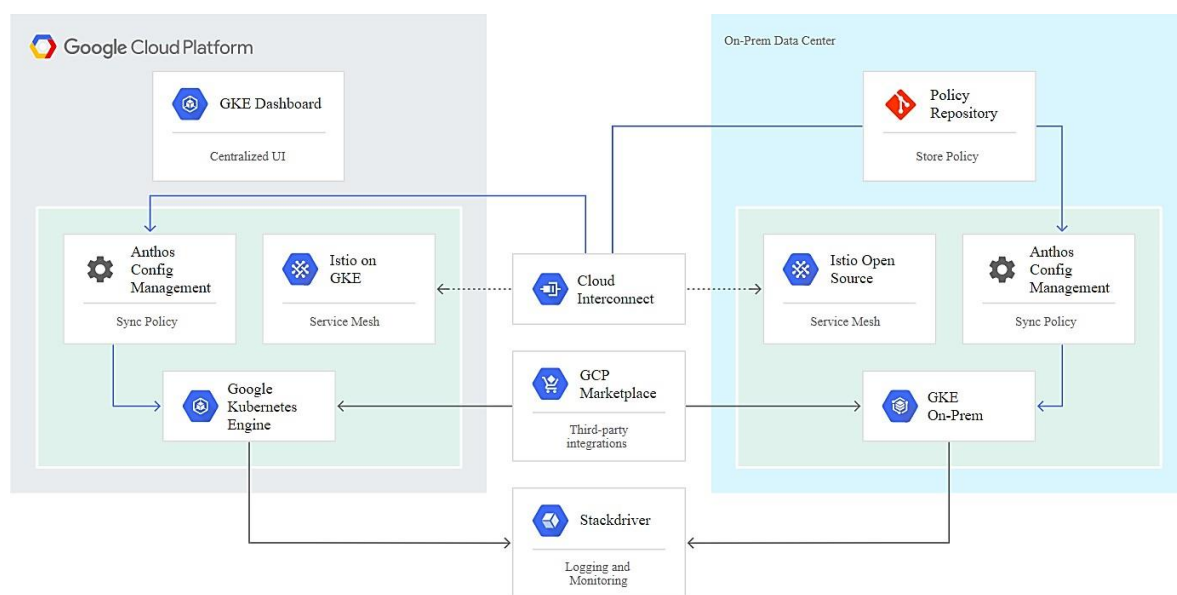 Google Cloud Platform
On-Prem Data Center
GKE Dashboard
Centralized UI
Policy
Repository
Store Policy
Anthos
Config
Management
Sync Policy
Istio on
GKE
Service Mesh
Cloud
Interconnect
Istio Open
Source
Service Mesh
Anthos
Config
Management
Sync Policy
Google
Kubernetes
Engine
GCP
Marketplace
Third-party
integrations
GKE
On-Prem
Stackdriver
Logging and
Monitoring